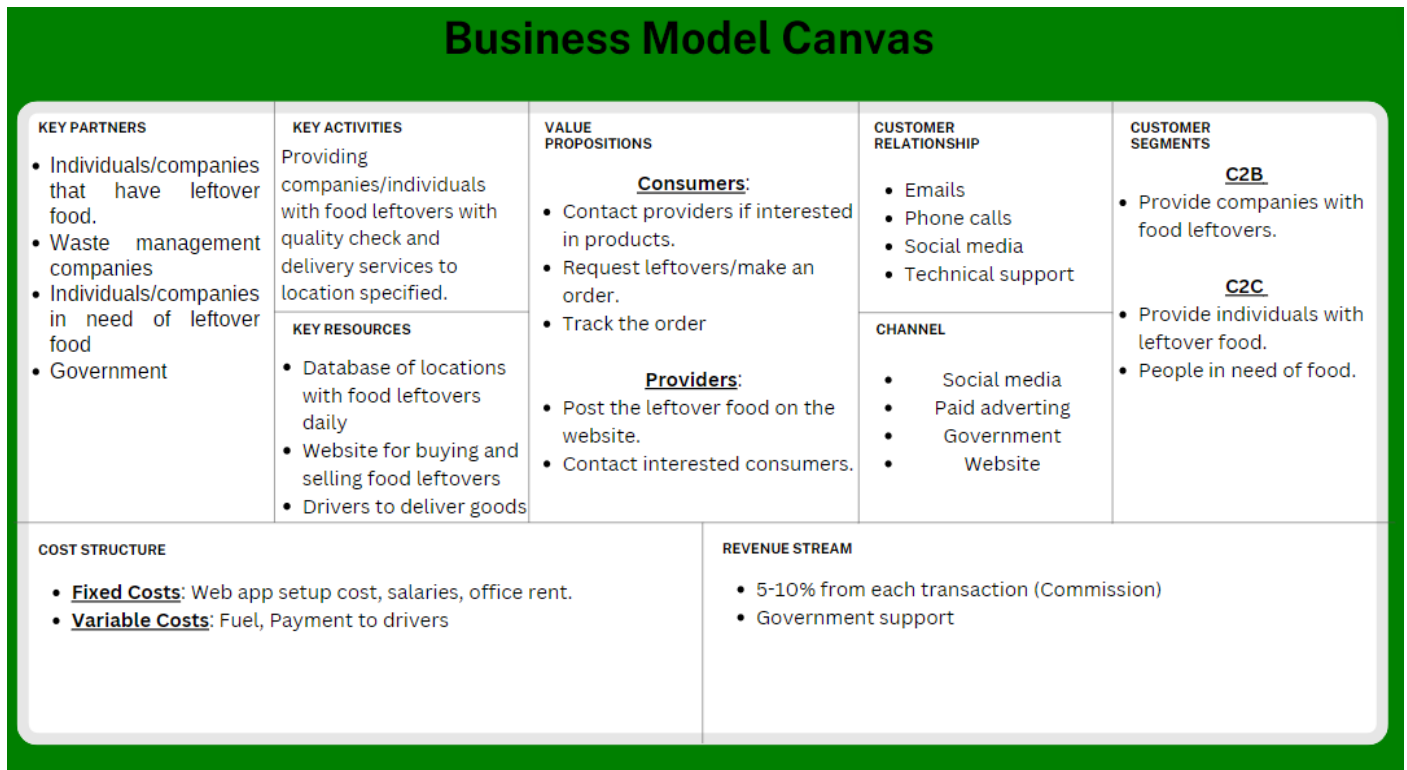 Business Model Canvas
KEY PARTNERS
• Individuals/companies
that have leftover
food.
• Waste management
companies
• Individuals/companies
in need of leftover
food
• Government
KEY ACTIVITIES
Providing
companies/individuals
with food leftovers with
quality check and
delivery services to
location specified.
KEY RESOURCES
• Database of locations
with food leftovers
daily
• Website for buying and
selling food leftovers
• Drivers to deliver goods
VALUE
PROPOSITIONS
Consumers:
• Contact providers if interested
in products.
• Request leftovers/make an
order.
• Track the order
Providers:
• Post the leftover food on the
website.
• Contact interested consumers.
CUSTOMER
RELATIONSHIP
• Emails
• Phone calls
• Social media
• Technical support
CHANNEL
• Social media
• Paid adverting
• Government
• Website
CUSTOMER
SEGMENTS
C2B
• Provide companies with
food leftovers.
C2C
• Provide individuals with
leftover food.
• People in need of food.
COST STRUCTURE
• Fixed Costs: Web app setup cost, salaries, office rent.
• Variable Costs: Fuel, Payment to drivers
REVENUE STREAM
• 5-10% from each transaction (Commission)
• Government support